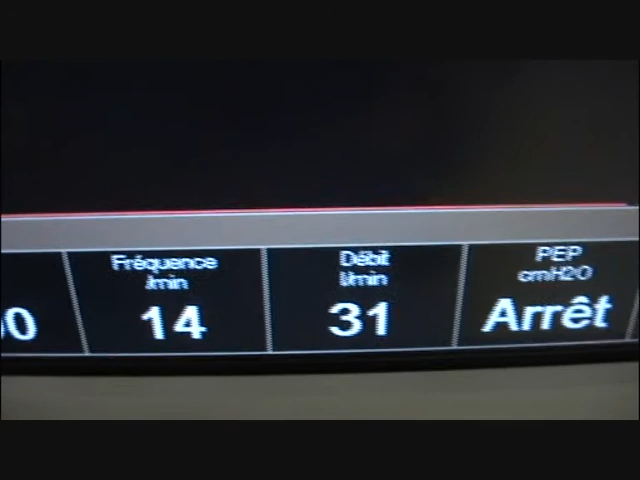 Fréquence
/min
14
Débit
l/min
31
PEP
cmH2O
Arrêt